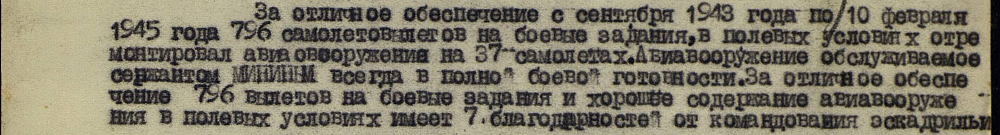 За отличное обеспечение с сентября 1943 года по 10 февраля
1945 года 796 самолетовылетов на боевые задания,в полевых условиях отре
монтировал авиаовооружения на 37 самолетах.Авиавооружение обслуживаемое
сержантом МИНИНЫМ всегда в полной боевой готовности.За отличное обеспе
чение 796 вылетов на боевые задания и хорошее содержание авиавооруже
ния в полевых условиях имеет 7 благодарностей от командования эскадрильи